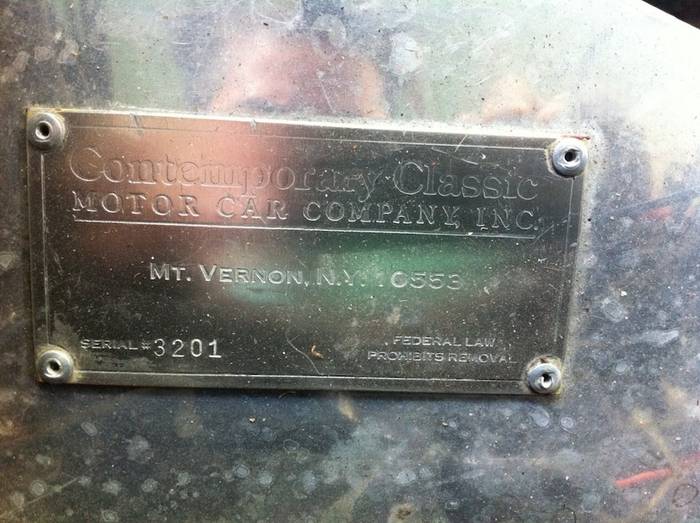 Contemporary Classic
MOTOR CAR COMPANY, INC.
MT. VERNON, N.Y. 10553
SERIAL # 3201
FEDERAL LAW
PROHIBITS REMOVAL